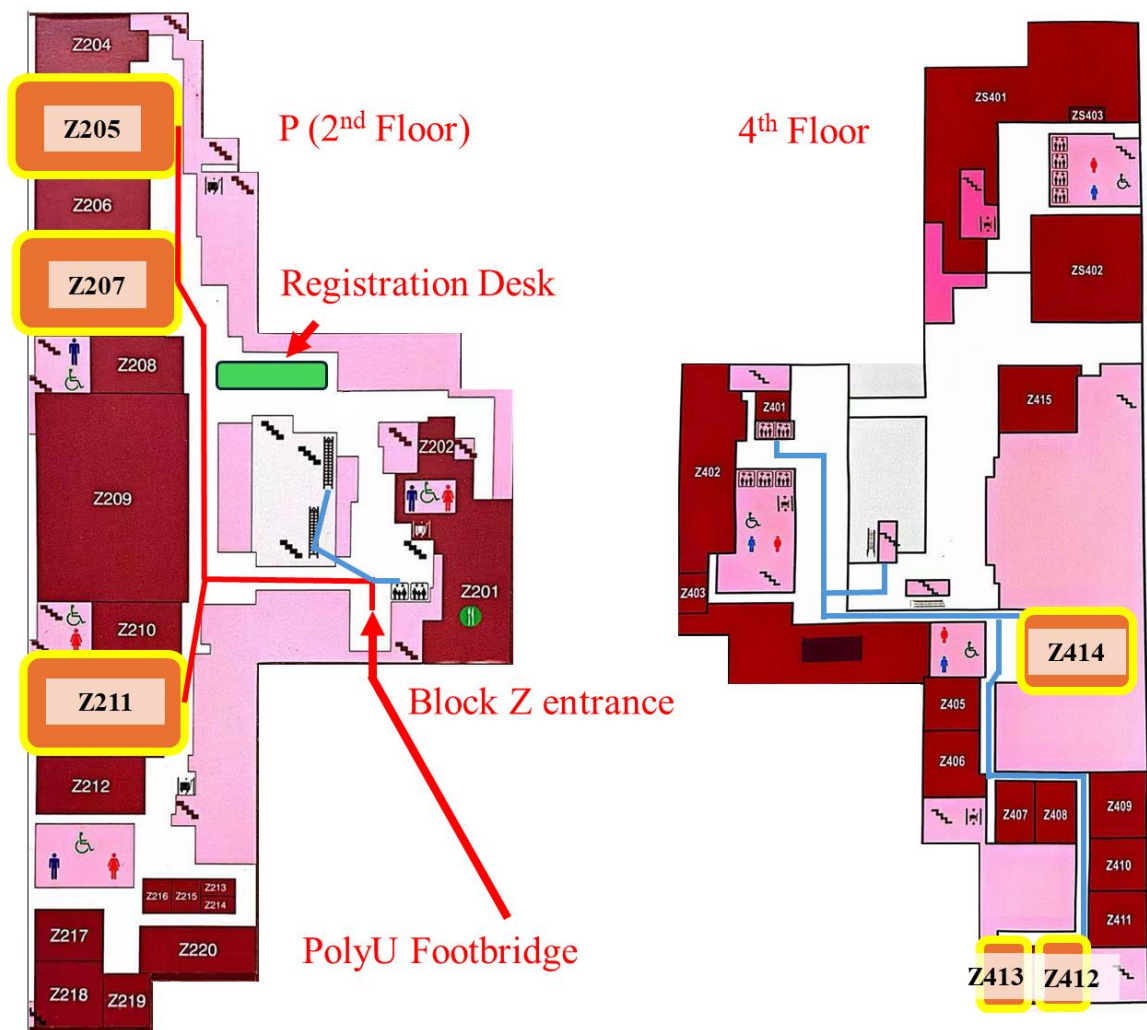 Z204
Z205
P (2nd Floor)
Z206
Z207
Registration Desk
Z208
Z202
Z209
Z201
Z210
Z211
Block Z entrance
Z212
Z216
Z215
Z213
Z214
Z217
Z220
PolyU Footbridge
Z218
Z219
4th Floor
ZS401
ZS403
ZS402
Z401
Z415
Z402
Z403
Z414
Z405
Z406
Z407
Z408
Z409
Z410
Z411
Z413
Z412